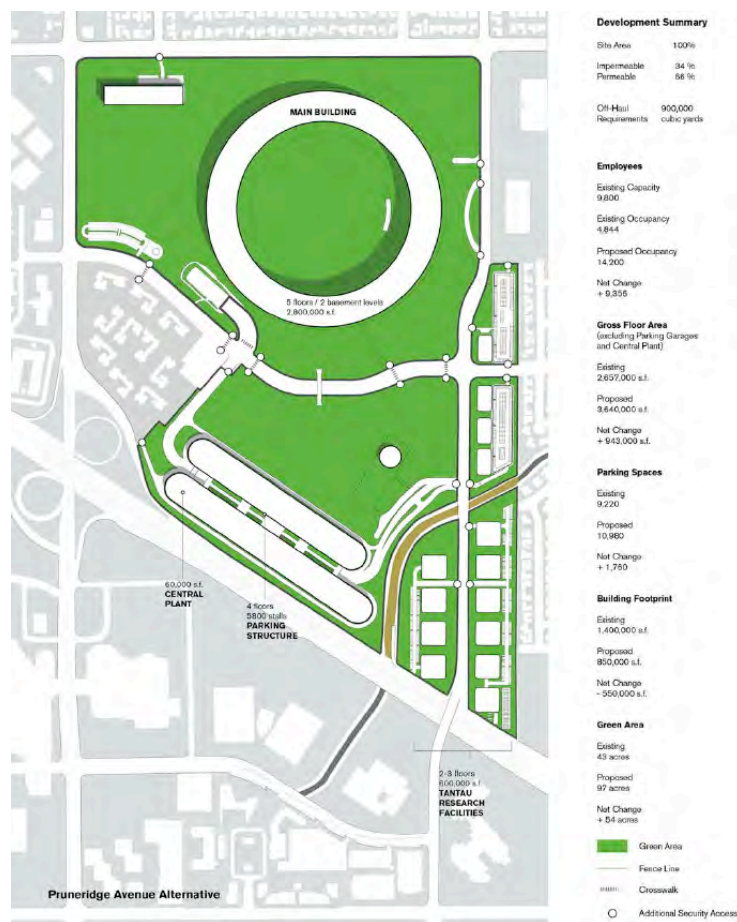 MAIN BUILDING
5 floors / 2 basement levels
2,800,000 s.f.
60,000 s.f.
CENTRAL
PLANT
4 floors
5800 stalls
PARKING
STRUCTURE
2-3 floors
600,000 s.f.
TANTAU
RESEARCH
FACILITIES
Pruneridge Avenue Alternative
Development Summary
Site Area 100%
Impermeable 34 %
Permeable 66 %
Off-Haul 900,000
Requirements cubic yards
Employees
Existing Capacity
9,800
Existing Occupancy
4,844
Proposed Occupancy
14,200
Net Change
+ 9,356
Gross Floor Area
(excluding Parking Garages
and Central Plant)
Existing
2,657,000 s.f.
Proposed
3,640,000 s.f.
Net Change
+ 943,000 s.f.
Parking Spaces
Existing
9,220
Proposed
10,980
Net Change
+ 1,760
Building Footprint
Existing
1,400,000 s.f.
Proposed
850,000 s.f.
Net Change
- 550,000 s.f.
Green Area
Existing
43 acres
Proposed
97 acres
Net Change
+ 54 acres
Green Area
Fence Line
Crosswalk
Additional Security Access